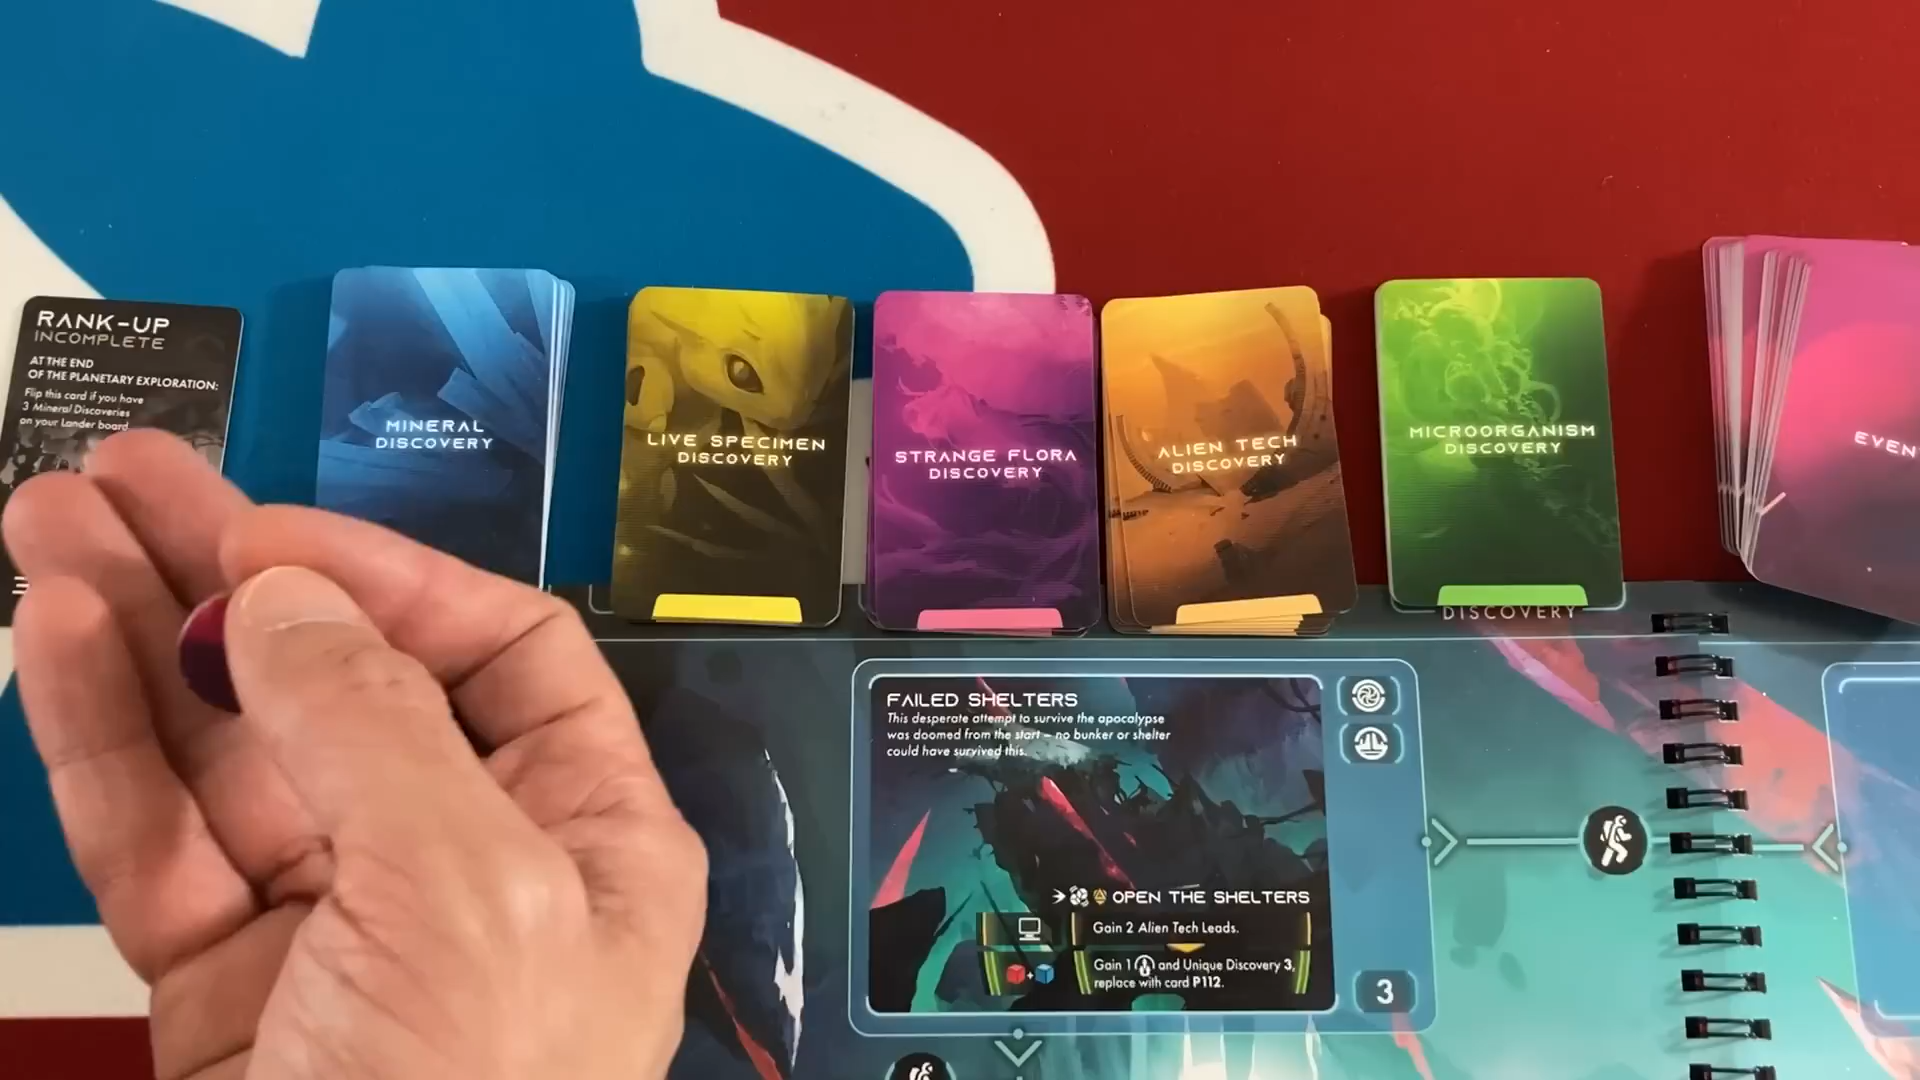 RANK-UP
INCOMPLETE
AT THE END
OF THE PLANETARY EXPLORATION:
Flip this card if you have
3 Mineral Discoveries
on your Lander board
MINERAL
DISCOVERY
LIVE SPECIMEN
DISCOVERY
STRANGE FLORA
DISCOVERY
ALIEN TECH
DISCOVERY
MICROORGANISM
DISCOVERY
EVEN
DISCOVERY
FAILED SHELTERS
This desperate attempt to survive the apocalypse
was doomed from the start – no bunker or shelter
could have survived this.
OPEN THE SHELTERS
Gain 2 Alien Tech Leads.
+
Gain 1 and Unique Discovery 3,
replace with card P112.
3